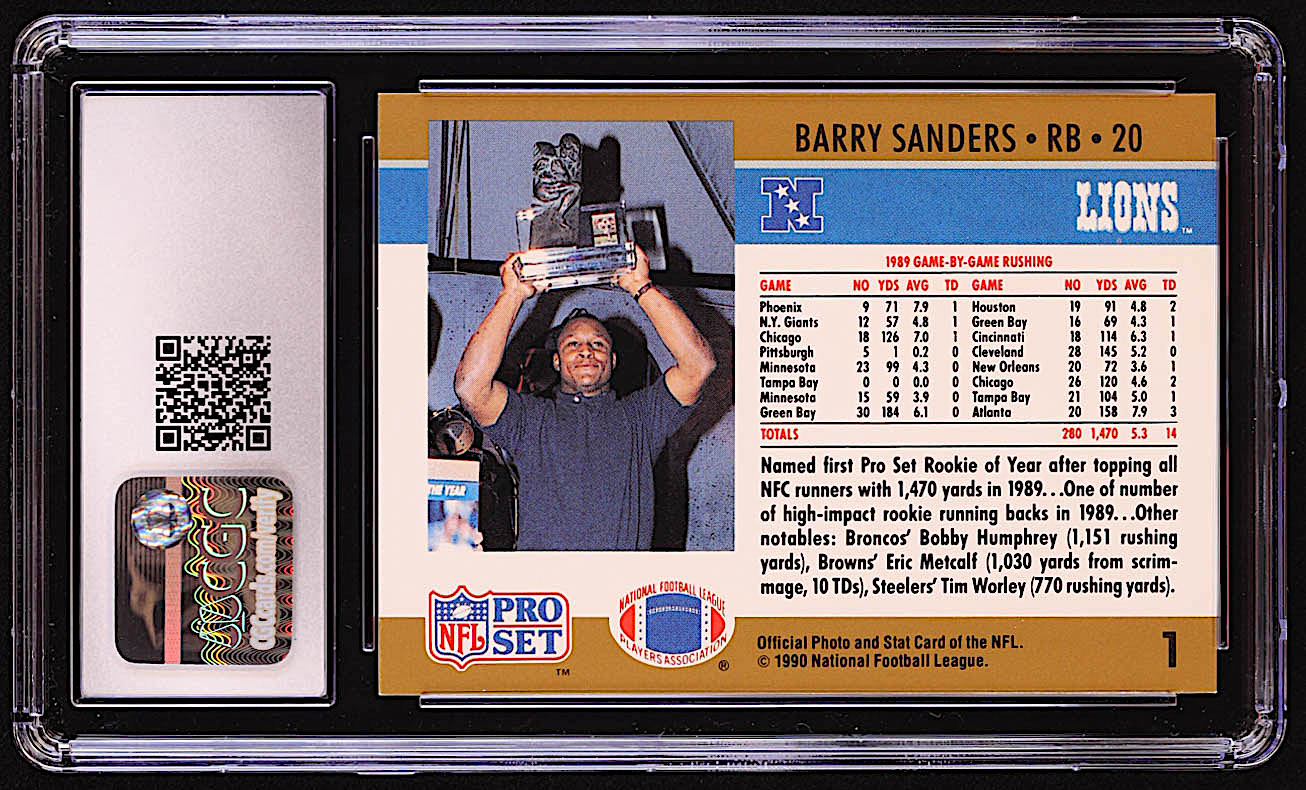 BARRY SANDERS • RB • 20
N
LIONS™
1989 GAME-BY-GAME RUSHING
GAME NO YDS AVG TD GAME NO YDS AVG TD
Phoenix 9 71 7.9 1 Houston 19 91 4.8 2
N.Y. Giants 12 57 4.8 1 Green Bay 16 69 4.3 1
Chicago 18 126 7.0 1 Cincinnati 18 114 6.3 1
Pittsburgh 5 1 0.2 0 Cleveland 28 145 5.2 0
Minnesota 23 99 4.3 0 New Orleans 20 72 3.6 1
Tampa Bay 0 0 0.0 0 Chicago 26 120 4.6 2
Minnesota 15 59 3.9 0 Tampa Bay 21 104 5.0 1
Green Bay 30 184 6.1 0 Atlanta 20 158 7.9 3
TOTALS 280 1,470 5.3 14
Named first Pro Set Rookie of Year after topping all
NFC runners with 1,470 yards in 1989...One of number
of high-impact rookie running backs in 1989...Other
notables: Broncos' Bobby Humphrey (1,151 rushing
yards), Browns' Eric Metcalf (1,030 yards from scrim-
mage, 10 TDs), Steelers' Tim Worley (770 rushing yards).
THE YEAR
NFL PRO
SET™
NATIONAL FOOTBALL LEAGUE
PLAYERS ASSOCIATION ®
Official Photo and Stat Card of the NFL.
© 1990 National Football League.
1
CGC
CGCcards.com/verify